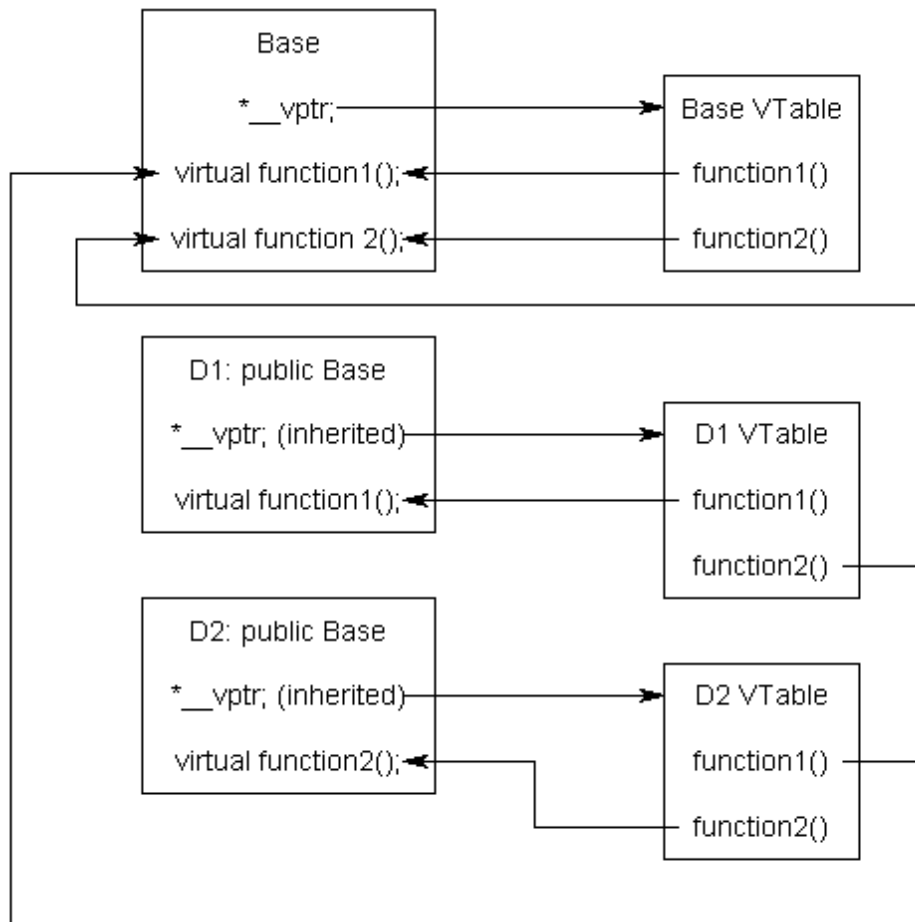 Base
*__vptr;
Base VTable
virtual function1();
function1()
virtual function 2();
function2()
D1: public Base
*__vptr; (inherited)
D1 VTable
virtual function1();
function1()
function2()
D2: public Base
*__vptr; (inherited)
D2 VTable
virtual function2();
function1()
function2()